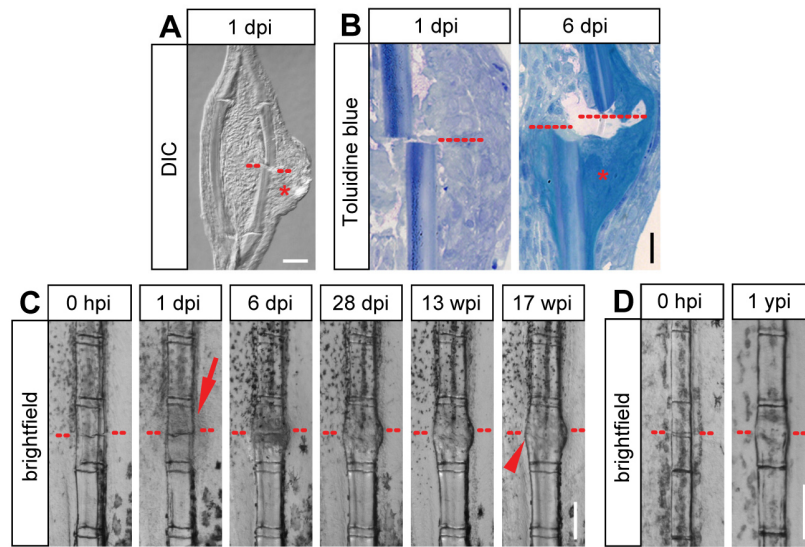 A
1 dpi
DIC
B
1 dpi
6 dpi
Toluidine blue
*
*
C
0 hpi
1 dpi
6 dpi
28 dpi
13 wpi
17 wpi
brightfield
D
0 hpi
1 ypi
brightfield